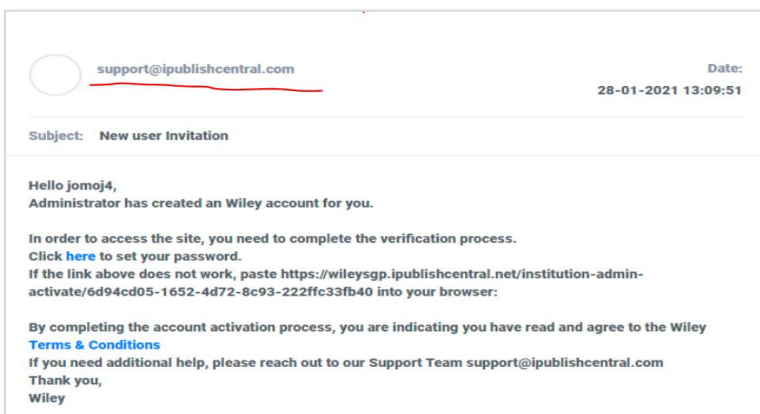 support@ipublishcentral.com
Date:
28-01-2021 13:09:51
Subject: New user Invitation
Hello jomoj4,
Administrator has created an Wiley account for you.
In order to access the site, you need to complete the verification process.
Click here to set your password.
If the link above does not work, paste https://wileysgp.ipublishcentral.net/institution-admin-
activate/6d94cd05-1652-4d72-8c93-222ffc33fb40 into your browser:
By completing the account activation process, you are indicating you have read and agree to the Wiley
Terms & Conditions
If you need additional help, please reach out to our Support Team support@ipublishcentral.com
Thank you,
Wiley